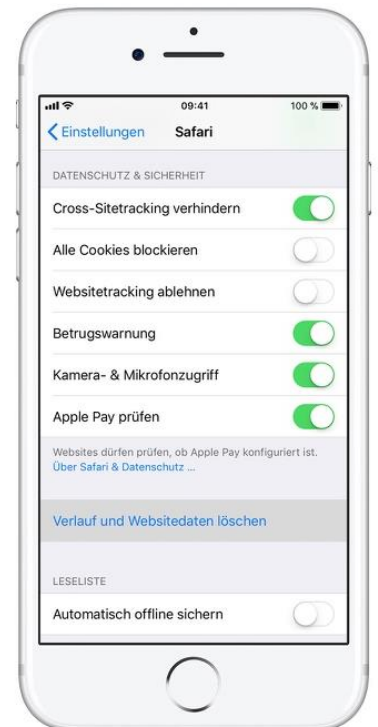 09:41
100 %
Einstellungen
Safari
DATENSCHUTZ & SICHERHEIT
Cross-Sitetracking verhindern
Alle Cookies blockieren
Websitetracking ablehnen
Betrugswarnung
Kamera- & Mikrofonzugriff
Apple Pay prüfen
Websites dürfen prüfen, ob Apple Pay konfiguriert ist.
Über Safari & Datenschutz ...
Verlauf und Websitedaten löschen
LESELISTE
Automatisch offline sichern